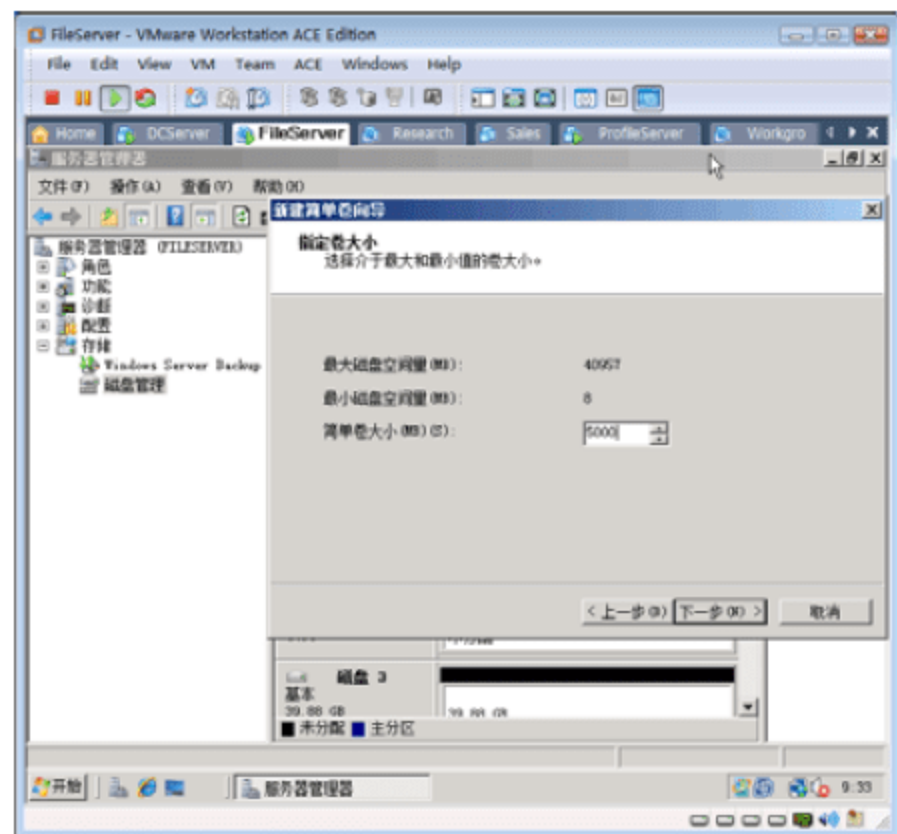 FileServer - VMware Workstation ACE Edition
File Edit View VM Team ACE Windows Help
Home DCServer FileServer Research Sales ProfileServer Workgro
服务器管理器
文件(F) 操作(A) 查看(V) 帮助(H)
新建简单卷向导
服务器管理器 (FILESERVER)
角色
功能
诊断
配置
存储
Windows Server Backup
磁盘管理
指定卷大小
选择介于最大和最小值的卷大小。
最大磁盘空间量(MB): 40957
最小磁盘空间量(MB): 8
简单卷大小(MB)(S): 5000
<上一步(B) 下一步(N) > 取消
磁盘 3
基本
39.88 GB
39.88 GB
未分配 主分区
开始 服务器管理器 9:33